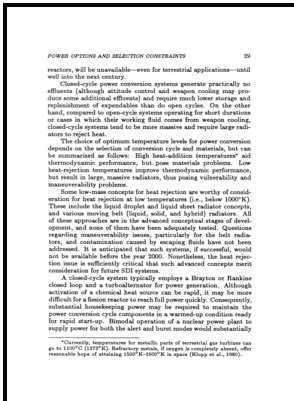 POWER OPTIONS AND SELECTION CONSTRAINTS 29
reactors, will be unavailable—even for terrestrial applications—until
well into the next century.
Closed-cycle power conversion systems generate practically no
effluents (although attitude control and weapon cooling may pro-
duce some additional effluents) and require much lower storage and
replenishment of expendables than do open cycles. On the other
hand, compared to open-cycle systems operating for short durations
or cases in which their working fluid comes from weapon cooling,
closed-cycle systems tend to be more massive and require large radi-
ators to reject heat.
The choice of optimum temperature levels for power conversion
depends on the selection of conversion cycle and materials, but can
be summarized as follows: High heat-addition temperatures* aid
thermodynamic performance, but pose materials problems. Low
heat-rejection temperatures improve thermodynamic performance,
but result in large, massive radiators, thus posing vulnerability and
maneuverability problems.
Some low-mass concepts for heat rejection are worthy of consid-
eration for heat rejection at low temperatures (i.e., below 1000°K).
These include the liquid droplet and liquid sheet radiator concepts,
and various moving belt (liquid, solid, and hybrid) radiators. All
of these approaches are in the advanced conceptual stages of devel-
opment, and none of them have been adequately tested. Questions
regarding maneuverability issues, particularly for the belt radia-
tors, and contamination caused by escaping fluids have not been
addressed. It is anticipated that such systems, if successful, would
not be available before the year 2000. Nonetheless, the heat rejec-
tion issue is sufficiently critical that such advanced concepts merit
consideration for future SDI systems.
A closed-cycle system typically employs a Brayton or Rankine
closed loop and a turboalternator for power generation. Although
activation of a chemical heat source can be rapid, it may be more
difficult for a fission reactor to reach full power quickly. Consequently,
substantial housekeeping power may be required to maintain the
power conversion cycle components in a warmed-up condition ready
for rapid start-up. Bimodal operation of a nuclear power plant to
supply power for both the alert and burst modes would substantially
*Currently, temperatures for metallic parts of terrestrial gas turbines can
go to 1100°C (1373°K). Refractory metals, if oxygen is completely absent, offer
reasonable hope of attaining 1500°K–1600°K in space (Klopp et al., 1980).